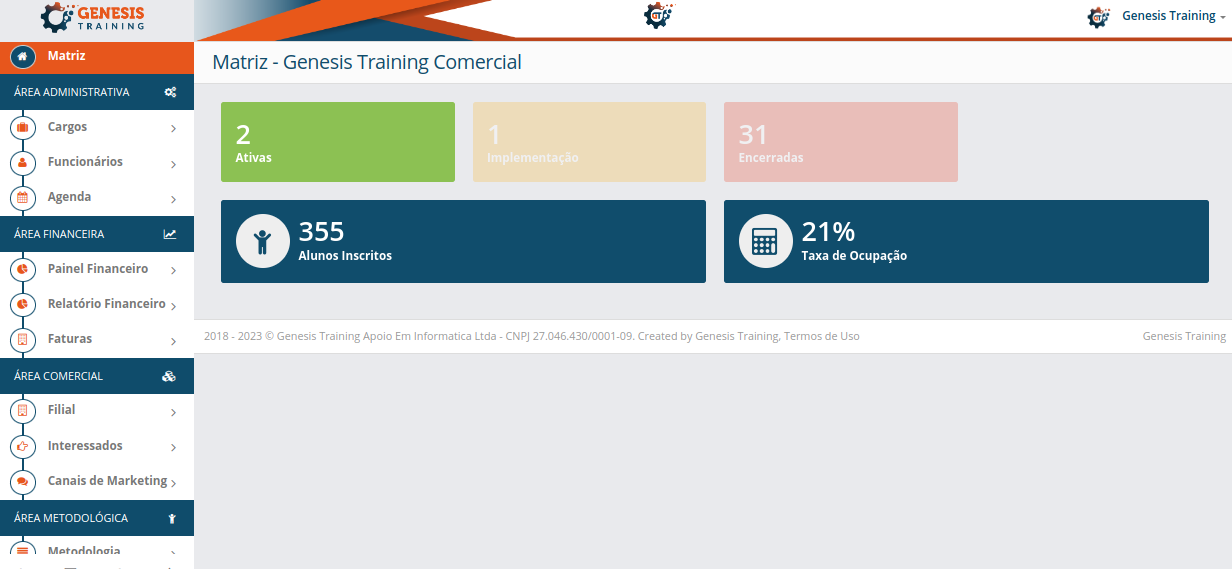 GENESIS
TRAINING
GT
Genesis Training
Matriz
Matriz - Genesis Training Comercial
ÁREA ADMINISTRATIVA
Cargos
Funcionários
Agenda
ÁREA FINANCEIRA
Painel Financeiro
Relatório Financeiro
Faturas
ÁREA COMERCIAL
Filial
Interessados
Canais de Marketing
ÁREA METODOLÓGICA
Metodologia
2
Ativas
1
Implementação
31
Encerradas
355
Alunos Inscritos
21%
Taxa de Ocupação
2018 - 2023 © Genesis Training Apoio Em Informatica Ltda - CNPJ 27.046.430/0001-09. Created by Genesis Training, Termos de Uso
Genesis Training